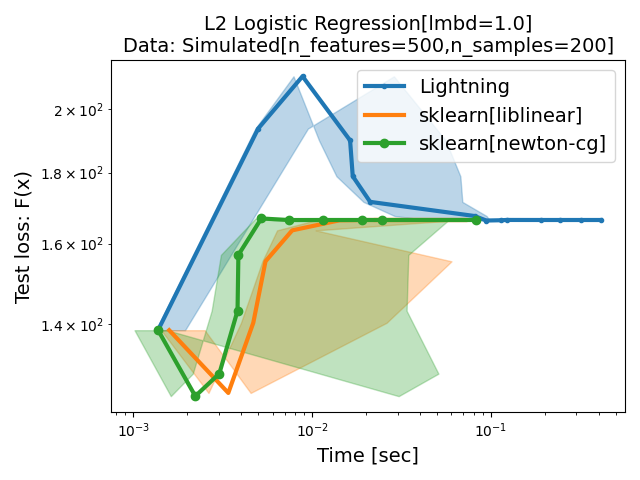 L2 Logistic Regression[lmbd=1.0]
Data: Simulated[n_features=500,n_samples=200]
Test loss: F(x)
2 × 10²
1.8 × 10²
1.6 × 10²
1.4 × 10²
Lightning
sklearn[liblinear]
sklearn[newton-cg]
10⁻³
10⁻²
10⁻¹
Time [sec]